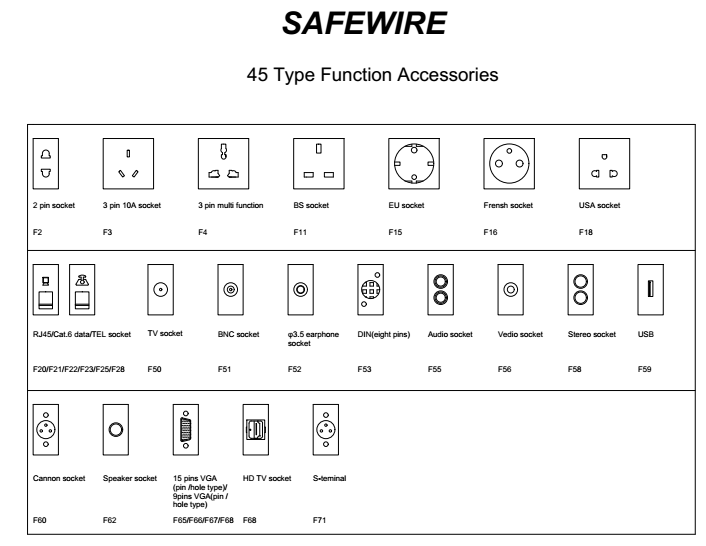 SAFEWIRE
45 Type Function Accessories
2 pin socket
3 pin 10A socket
3 pin multi function
BS socket
EU socket
Frensh socket
USA socket
F2
F3
F4
F11
F15
F16
F18
RJ45/Cat.6 data/TEL socket
TV socket
BNC socket
φ3.5 earphone
socket
DIN(eight pins)
Audio socket
Vedio socket
Stereo socket
USB
F20/F21/F22/F23/F25/F28
F50
F51
F52
F53
F55
F56
F58
F59
Cannon socket
Speaker socket
15 pins VGA
(pin /hole type)/
9pins VGA(pin /
hole type)
HD TV socket
S-teminal
F60
F62
F65/F66/F67/F68
F68
F71